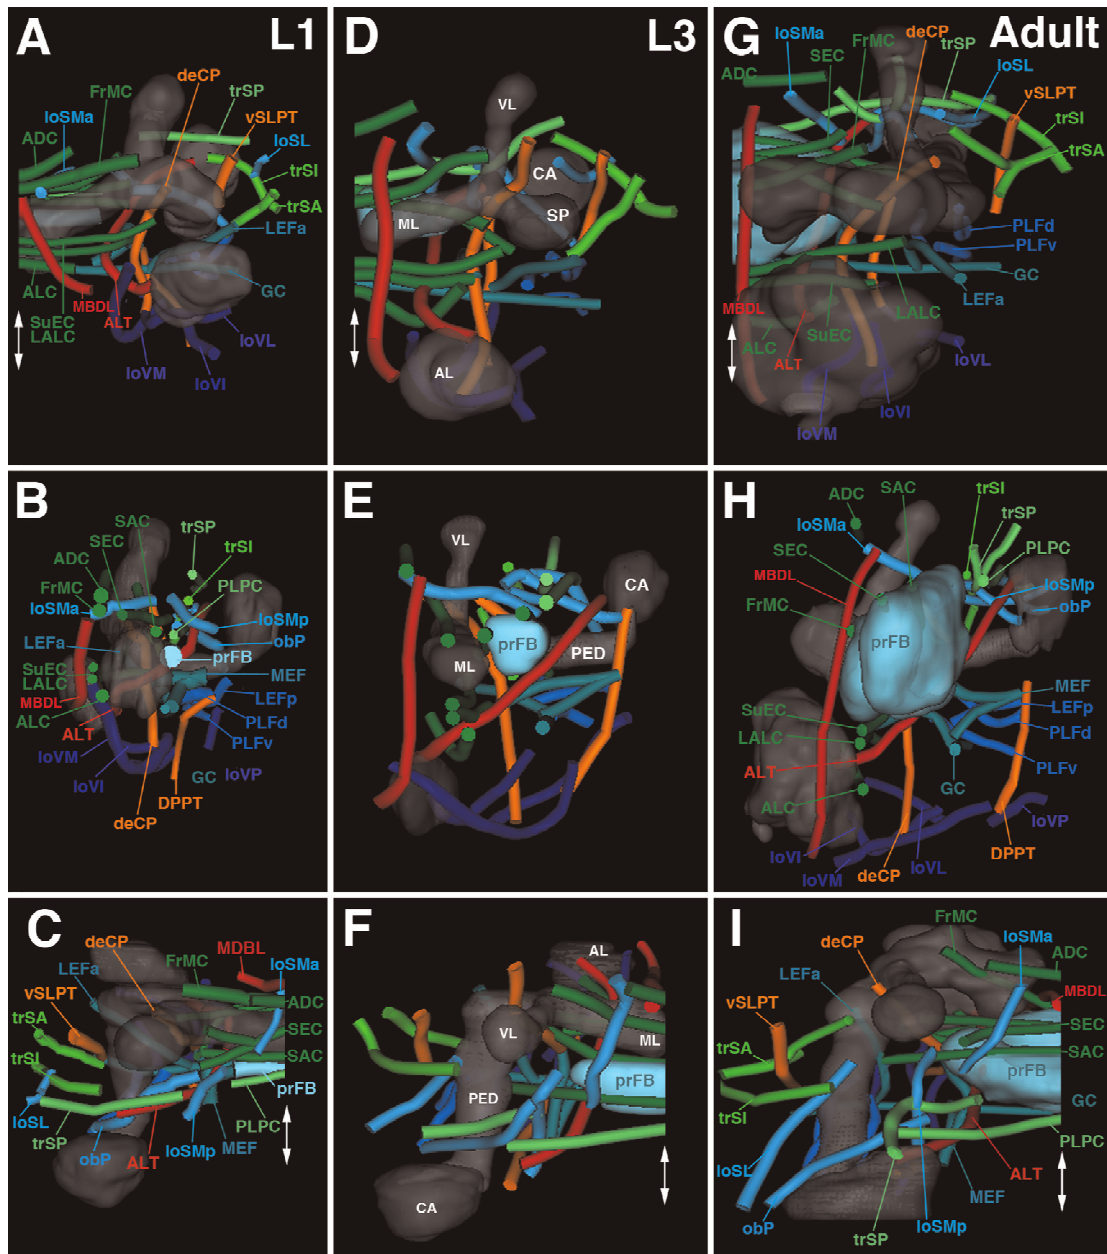 A
L1
deCP
FrMC
trSP
loSMa
vSLPT
ADC
loSL
trSI
trSA
LEFa
GC
ALC
MBDL
SuEC
ALT
LALC
loVL
loVM
loVI
D
L3
VL
CA
SP
ML
AL
G
Adult
deCP
loSMa
FrMC
trSP
SEC
loSL
ADC
vSLPT
trSI
trSA
PLFd
PLFv
GC
LEFa
MBDL
LALC
SuEC
ALC
ALT
loVL
loVI
loVM
B
SAC
trSP
SEC
trSI
ADC
PLPC
FrMC
loSMa
loSMp
LEFa
obP
prFB
SuEC
MEF
LALC
LEFp
MBDL
ALC
PLFd
ALT
PLFv
loVM
GC
loVP
loVI
DPPT
deCP
E
VL
CA
prFB
PED
ML
H
SAC
trSI
ADC
trSP
loSMa
PLPC
SEC
MBDL
loSMp
obP
FrMC
prFB
MEF
LEFp
SuEC
PLFd
LALC
PLFv
ALT
GC
ALC
loVP
loVI
DPPT
loVL
loVM
deCP
C
deCP
MDBL
FrMC
loSMa
LEFa
ADC
vSLPT
trSA
SEC
trSI
SAC
prFB
loSL
PLPC
trSP
MEF
loSMp
obP
ALT
F
AL
VL
ML
prFB
PED
CA
I
FrMC
deCP
loSMa
ADC
LEFa
MBDL
vSLPT
SEC
trSA
SAC
prFB
GC
trSI
PLPC
loSL
ALT
MEF
obP
loSMp
trSP